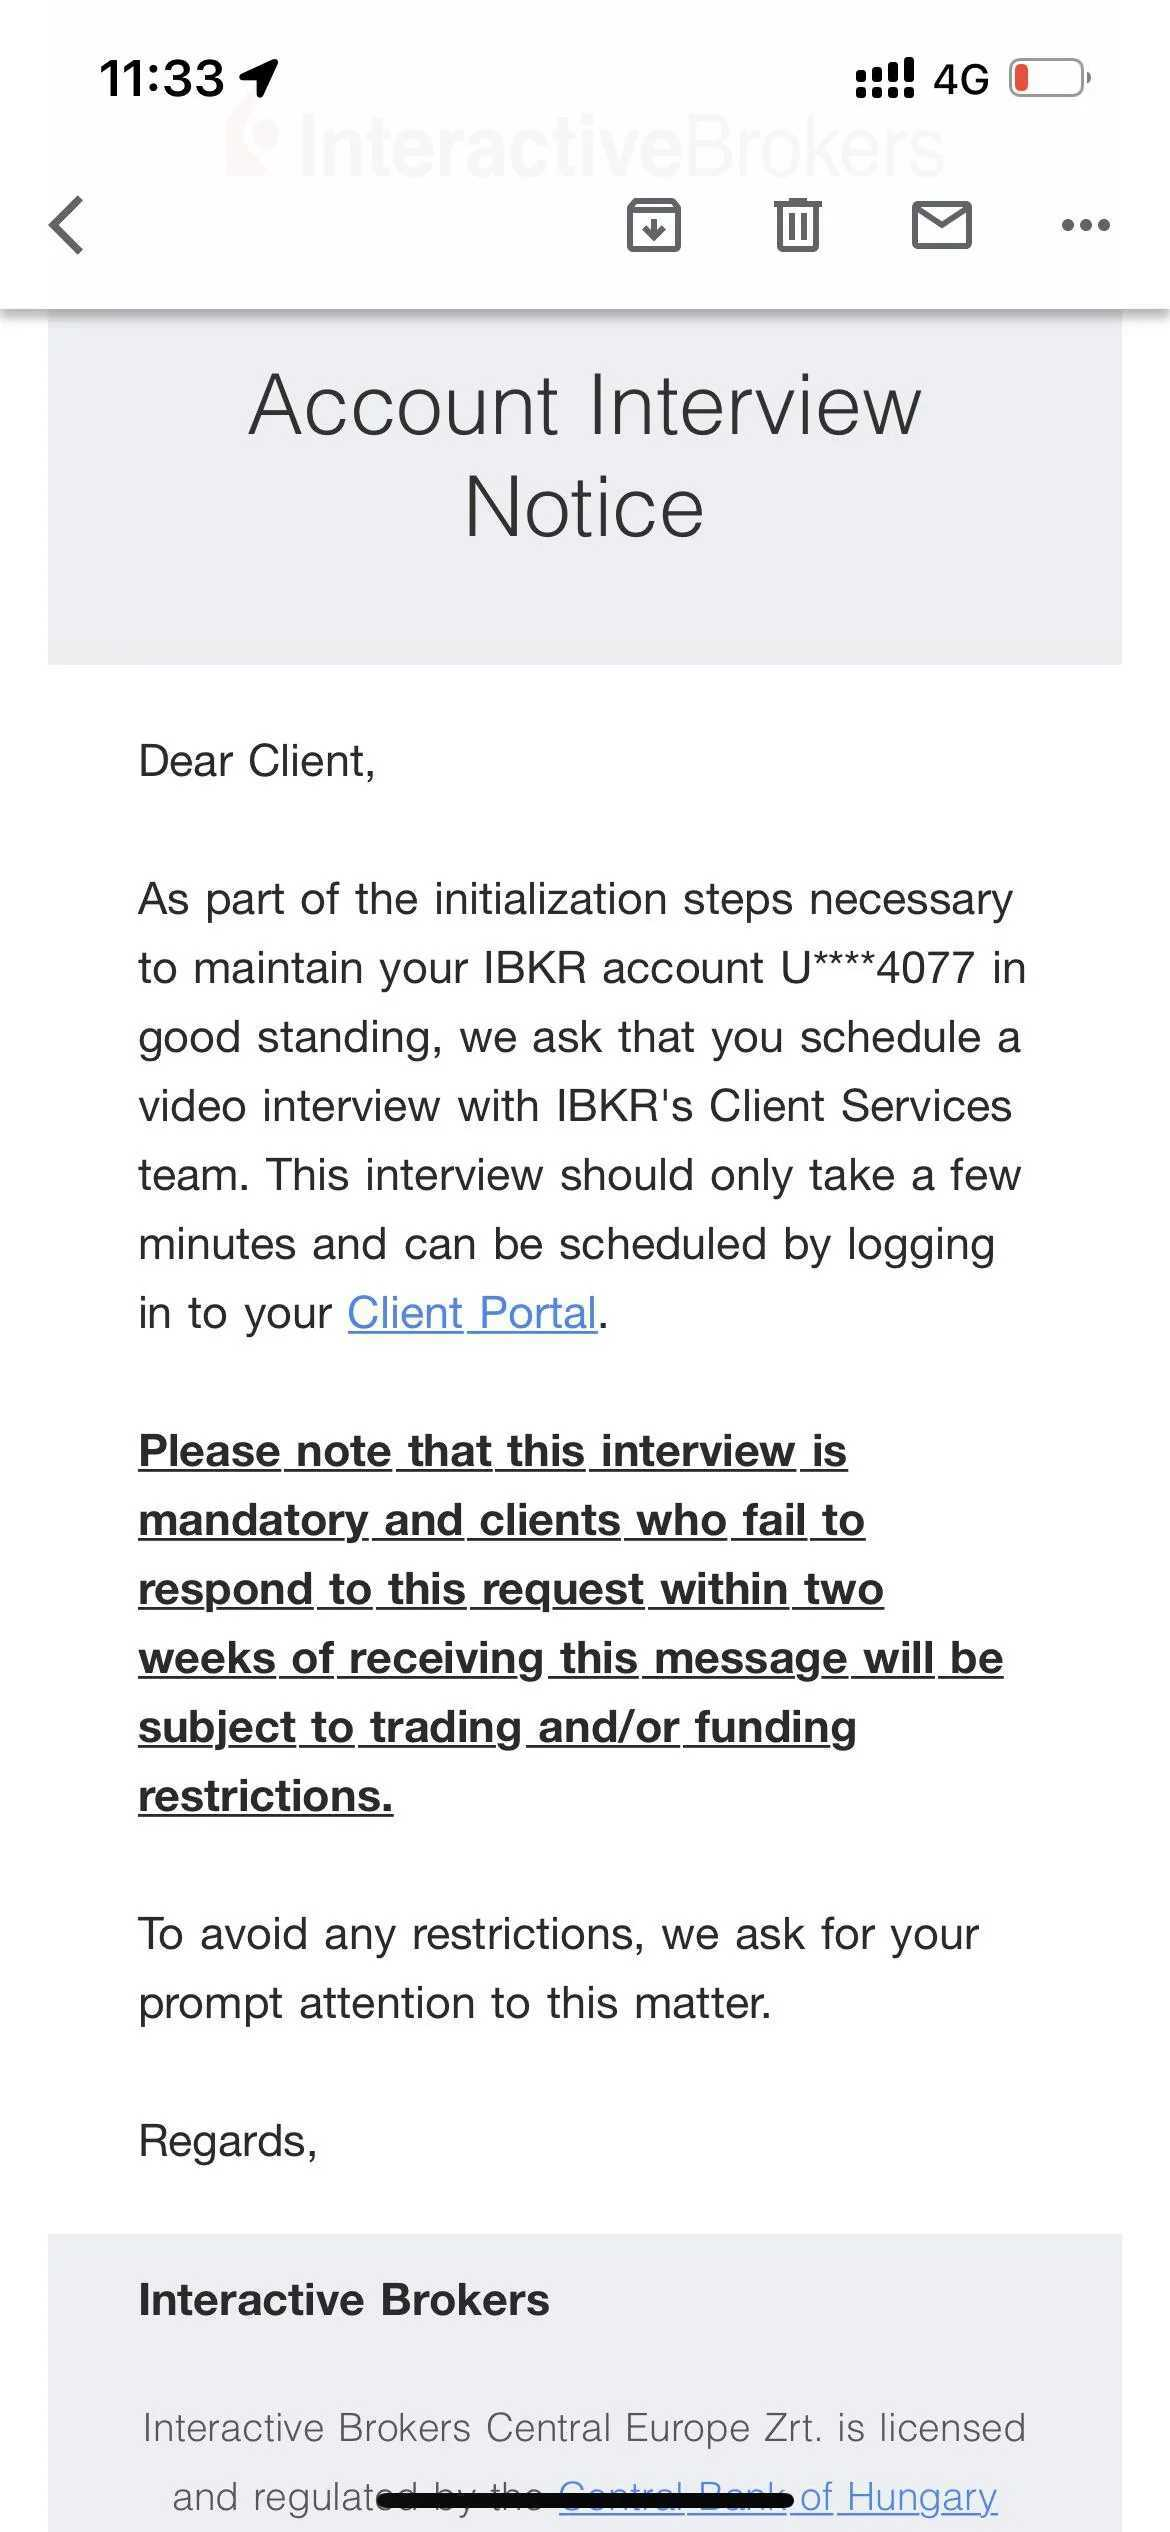 11:33
4G
InteractiveBrokers
Account Interview
Notice
Dear Client,
As part of the initialization steps necessary
to maintain your IBKR account U****4077 in
good standing, we ask that you schedule a
video interview with IBKR's Client Services
team. This interview should only take a few
minutes and can be scheduled by logging
in to your Client Portal.
Please note that this interview is
mandatory and clients who fail to
respond to this request within two
weeks of receiving this message will be
subject to trading and/or funding
restrictions.
To avoid any restrictions, we ask for your
prompt attention to this matter.
Regards,
Interactive Brokers
Interactive Brokers Central Europe Zrt. is licensed
and regulated by the Central Bank of Hungary